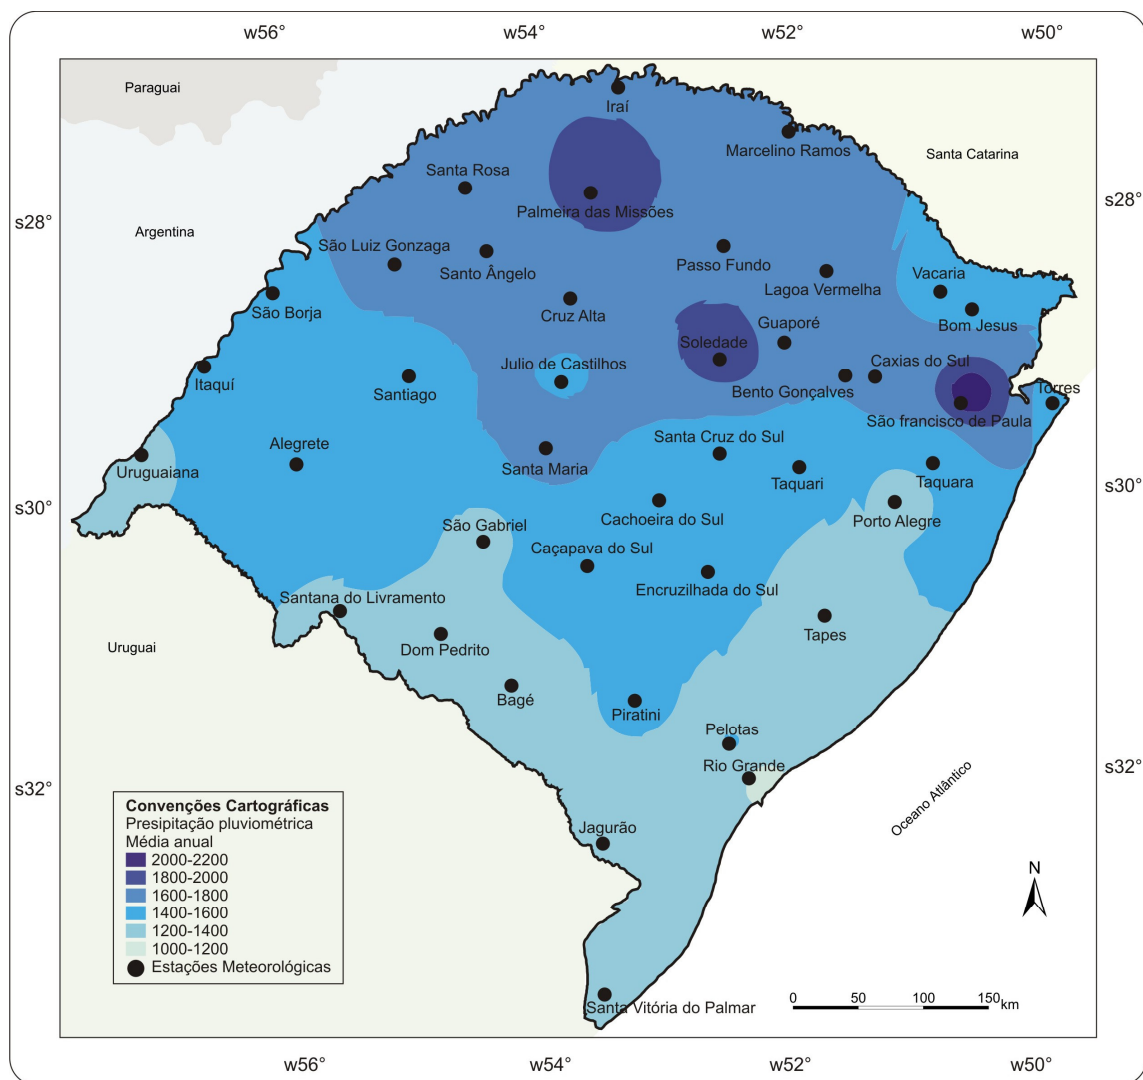 w56°
w54°
w52°
w50°
Paraguai
Iraí
Marcelino Ramos
Santa Catarina
Santa Rosa
Palmeira das Missões
s28°
s28°
Argentina
São Luiz Gonzaga
Santo Ângelo
Passo Fundo
Lagoa Vermelha
Vacaria
São Borja
Cruz Alta
Bom Jesus
Guaporé
Soledade
Julio de Castilhos
Caxias do Sul
Itaquí
Santiago
Bento Gonçalves
Torres
São francisco de Paula
Santa Cruz do Sul
Alegrete
Santa Maria
Uruguaiana
Taquari
Taquara
s30°
s30°
Cachoeira do Sul
Porto Alegre
São Gabriel
Caçapava do Sul
Encruzilhada do Sul
Santana do Livramento
Tapes
Dom Pedrito
Uruguai
Bagé
Piratini
Pelotas
Rio Grande
s32°
s32°
Oceano Atlântico
Convenções Cartográficas
Presipitação pluviométrica
Média anual
2000-2200
1800-2000
1600-1800
1400-1600
1200-1400
1000-1200
Estações Meteorológicas
Jagurão
N
Santa Vitória do Palmar
0 50 100 150 km
w56°
w54°
w52°
w50°